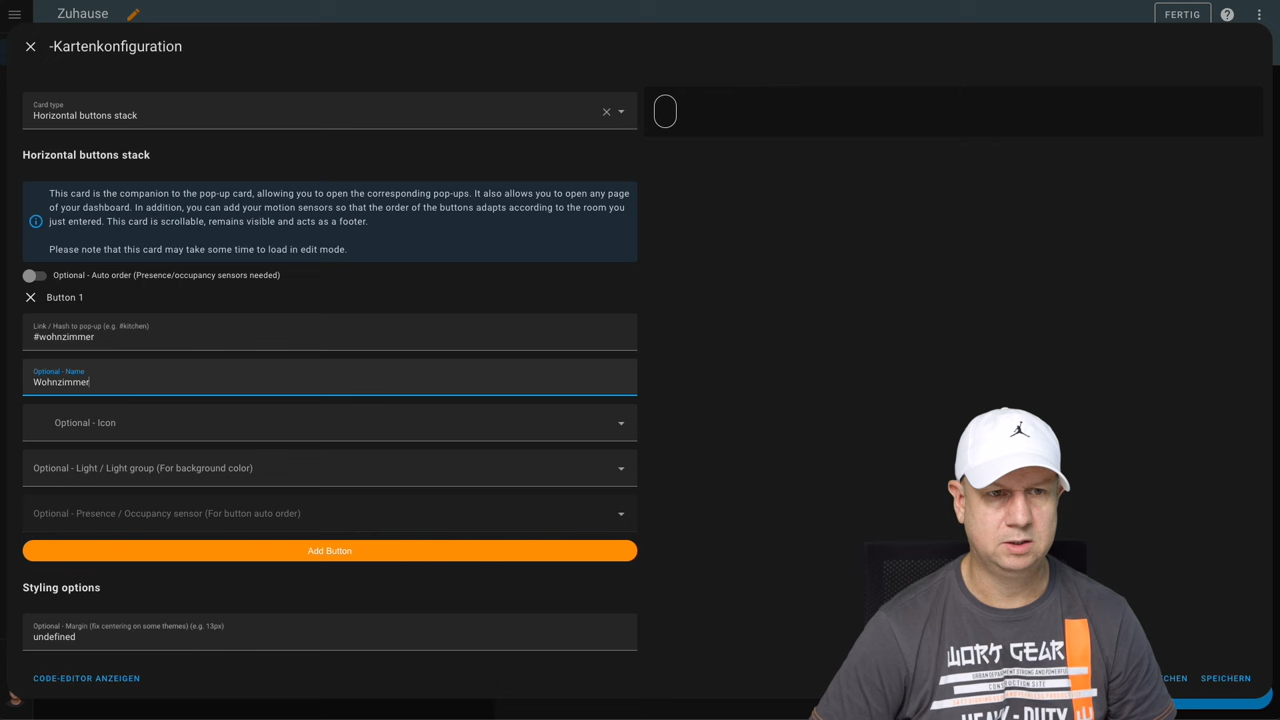 Zuhause
FERTIG
-Kartenkonfiguration
Card type
Horizontal buttons stack
Horizontal buttons stack
This card is the companion to the pop-up card, allowing you to open the corresponding pop-ups. It also allows you to open any page
of your dashboard. In addition, you can add your motion sensors so that the order of the buttons adapts according to the room you
just entered. This card is scrollable, remains visible and acts as a footer.
Please note that this card may take some time to load in edit mode.
Optional - Auto order (Presence/occupancy sensors needed)
Button 1
Link / Hash to pop-up (e.g. #kitchen)
#wohnzimmer
Optional - Name
Wohnzimmer
Optional - Icon
Optional - Light / Light group (For background color)
Optional - Presence / Occupancy sensor (For button auto order)
Add Button
Styling options
Optional - Margin (fix centering on some themes) (e.g. 13px)
undefined
CODE-EDITOR ANZEIGEN
CHEN
SPEICHERN
WORT GEAR
CONSTRUCTION SITE
HEAVY-DUTY